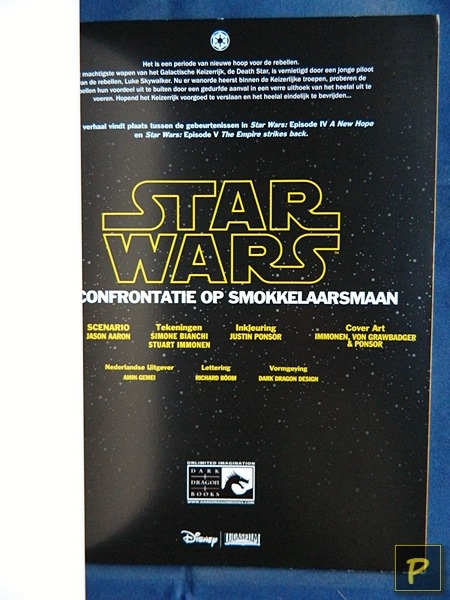 Het is een periode van nieuwe hoop voor de rebellen.
machtigste wapen van het Galactische Keizerrijk, de Death Star, is vernietigd door een jonge piloot
an de rebellen, Luke Skywalker. Nu er wanorde heerst binnen de Keizerlijke troepen, proberen de
ellen hun voordeel uit te buiten door een gedurfde aanval in een verre uithoek van het heelal uit te
voeren. Hopend het Keizerrijk voorgoed te verslaan en het heelal eindelijk te bevrijden...
verhaal vindt plaats tussen de gebeurtenissen in Star Wars: Episode IV A New Hope
en Star Wars: Episode V The Empire strikes back.
STAR
WARS
CONFRONTATIE OP SMOKKELAARSMAAN
SCENARIO Tekeningen Inkleuring Cover Art
JASON AARON SIMONE BIANCHI JUSTIN PONSOR IMMONEN, VON GRAWBADGER
STUART IMMONEN & PONSOR
Nederlandse Uitgever Lettering Vormgeving
AMIN GEMEI RICHARD BÖOM DARK DRAGON DESIGN
UNLIMITED IMAGINATION
DARK
DRAGON
BOOKS
Disney LUCASFILM
P